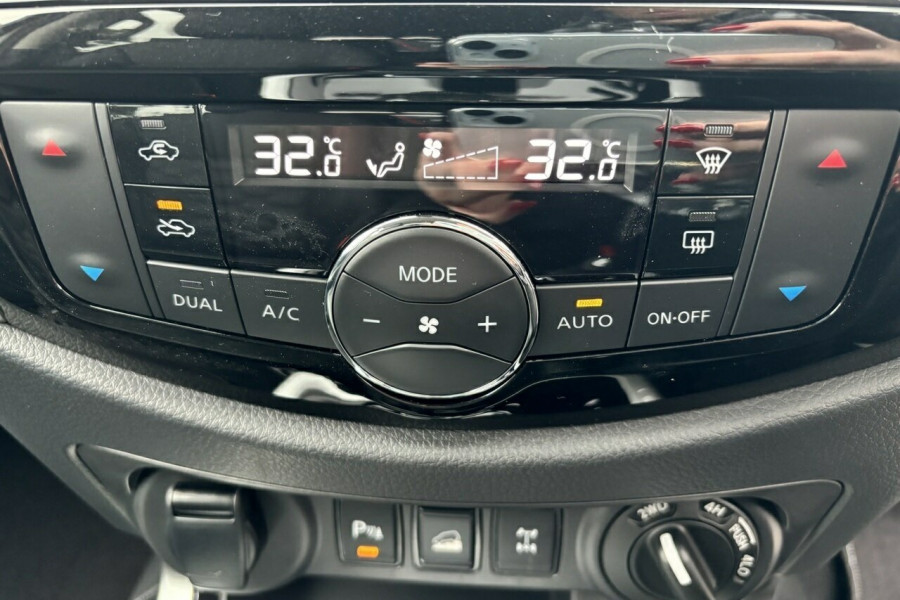 32.0 °C
32.0 °C
MODE
DUAL
A/C
- +
AUTO
ON·OFF
P
2WD
4H
PUSH
4LO